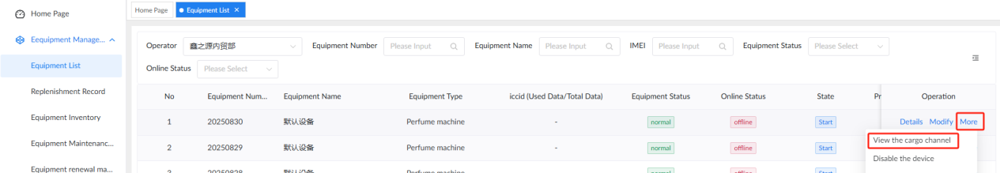 Home Page
Home Page
Equipment List ×
Eequipment Manage...
Equipment List
Replenishment Record
Equipment Inventory
Equipment Maintenanc...
Equipment renewal ma...
Operator 鑫之源内贸部 Equipment Number Please Input Equipment Name Please Input IMEI Please Input Equipment Status Please Select
Online Status Please Select
No Equipment Num... Equipment Name Equipment Type iccid (Used Data/Total Data) Equipment Status Online Status State Pr Operation
1 20250830 默认设备 Perfume machine - normal offline Start Details Modify More
2 20250829 默认设备 Perfume machine - normal offline Start
3 20250828 默认设备 Perfume machine normal offline Start
View the cargo channel
Disable the device